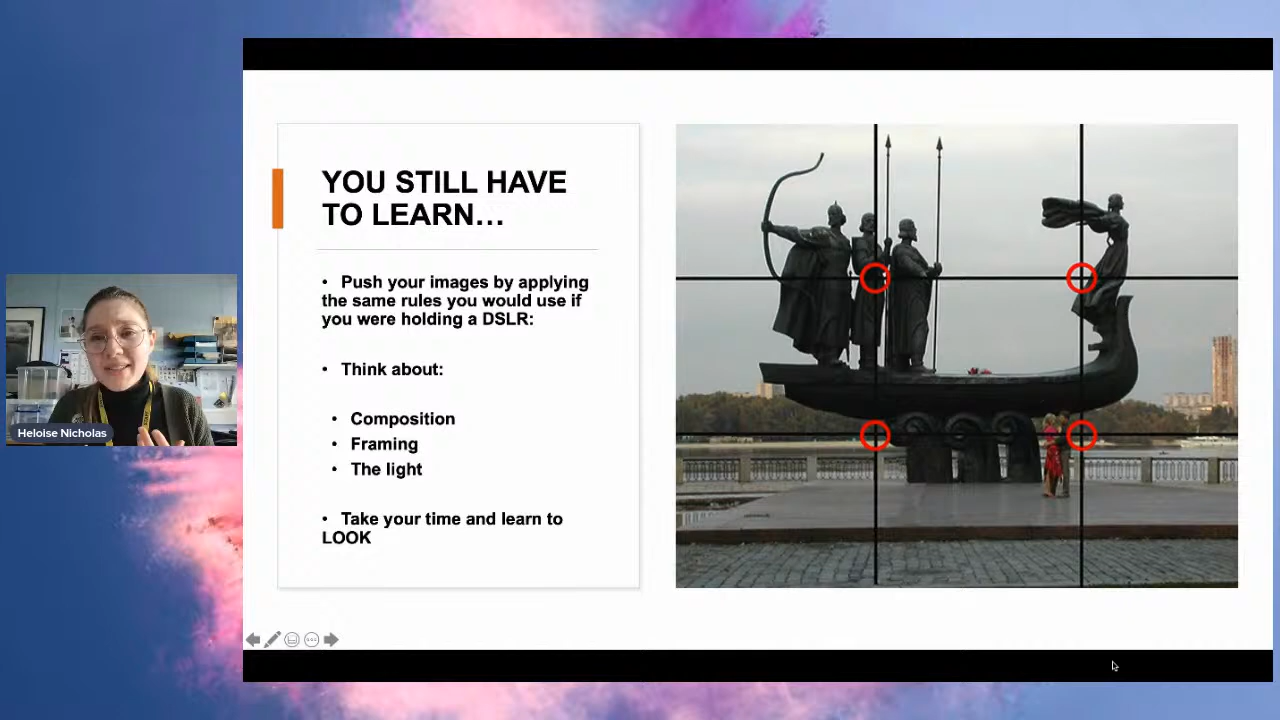 YOU STILL HAVE
TO LEARN…
• Push your images by applying
the same rules you would use if
you were holding a DSLR:
• Think about:
• Composition
• Framing
• The light
• Take your time and learn to
LOOK
Heloise Nicholas